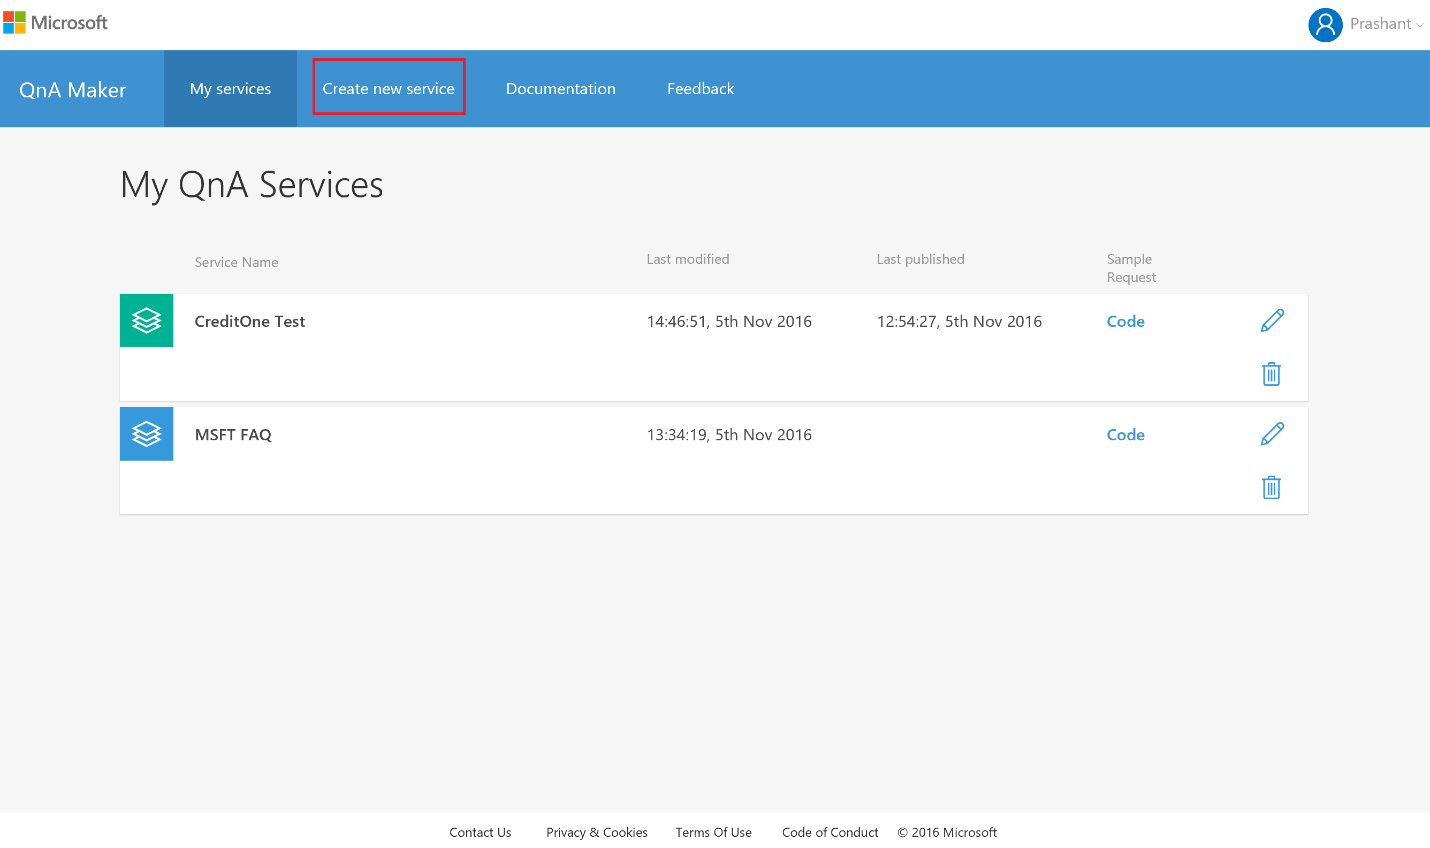 Microsoft
Prashant
QnA Maker
My services
Create new service
Documentation
Feedback
My QnA Services
Service Name
Last modified
Last published
Sample
Request
CreditOne Test
14:46:51, 5th Nov 2016
12:54:27, 5th Nov 2016
Code
MSFT FAQ
13:34:19, 5th Nov 2016
Code
Contact Us
Privacy & Cookies
Terms Of Use
Code of Conduct
© 2016 Microsoft